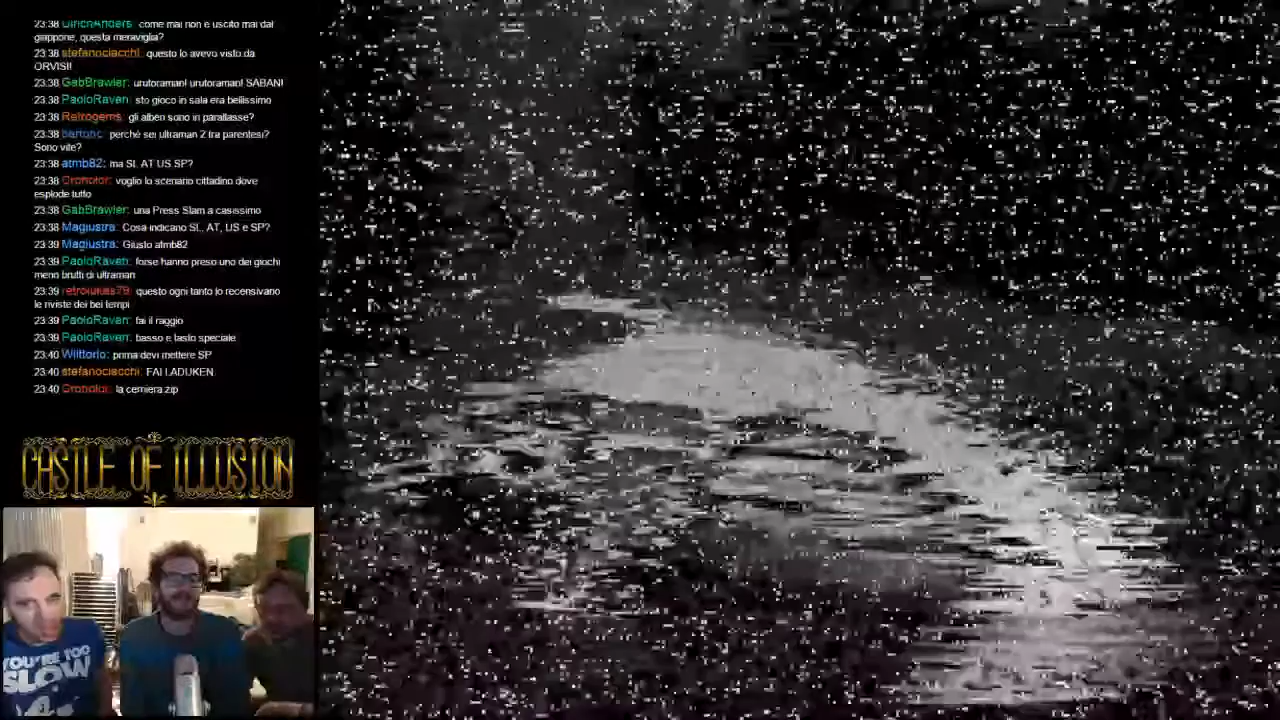 23:38 UlrichAnders: come mai non è uscito mai dal
giappone, questa meraviglia?
23:38 stefanociacchi: questo lo avevo visto da
ORVISI!
23:38 GabBrawler: urutoraman! urutoraman! SABAN!
23:38 PaoloRaven: sto gioco in sala era bellissimo
23:38 Retrogems: gli alberi sono in parallasse?
23:38 perché sei ultraman 2 tra parentesi?
Sono vite?
23:38 atmb82: ma SL AT US SP?
23:38 Cronolor: voglio lo scenario cittadino dove
esplode tutto
23:38 GabBrawler: una Press Slam a casissimo
23:38 Magiustra: Cosa indicano SL, AT, US e SP?
23:39 Magiustra: Giusto atmb82
23:39 PaoloRaven: forse hanno preso uno dei giochi
meno brutti di ultraman
23:39 questo ogni tanto lo recensivano
le riviste dei bei tempi
23:39 PaoloRaven: fai il raggio
23:39 PaoloRaven: basso e tasto speciale
23:40 Wiittorio: prima devi mettere SP
23:40 stefanociacchi: FAI LADUKEN
23:40 Cronolor: la cerniera zip
CASTLE OF ILLUSION
YOU'RE TOO
SLOW